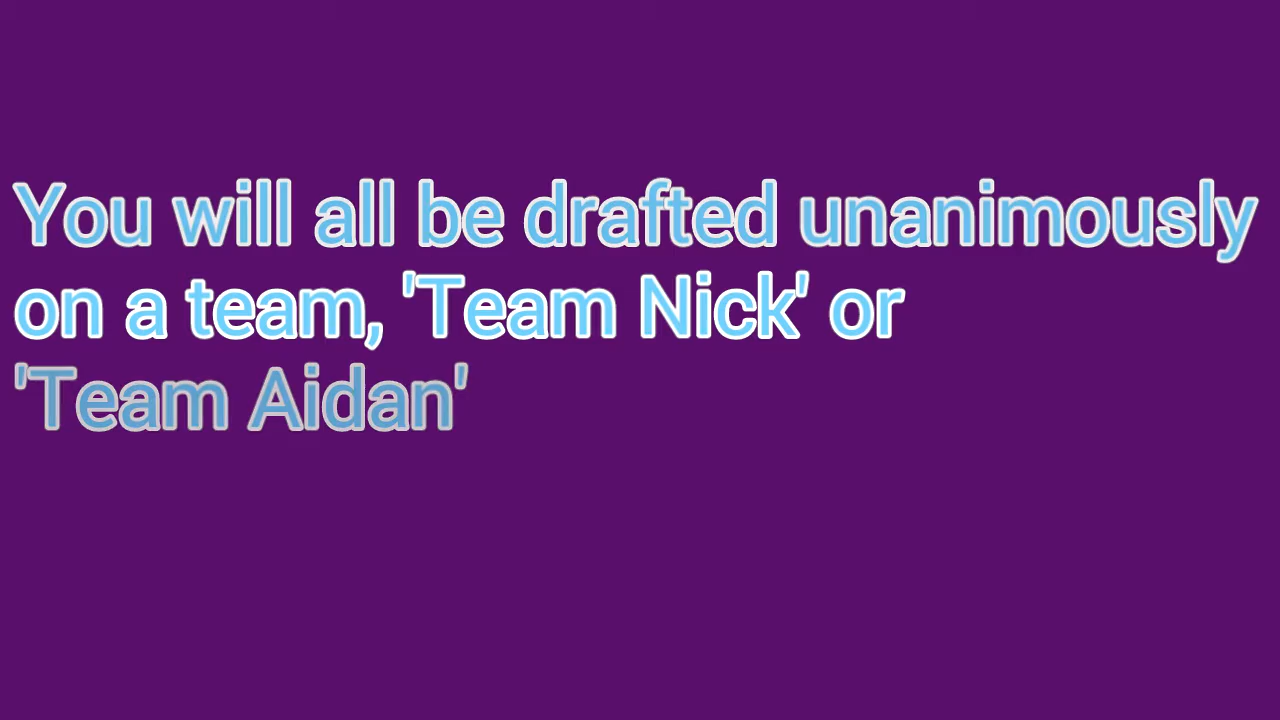 You will all be drafted unanimously
on a team, 'Team Nick' or
'Team Aidan'